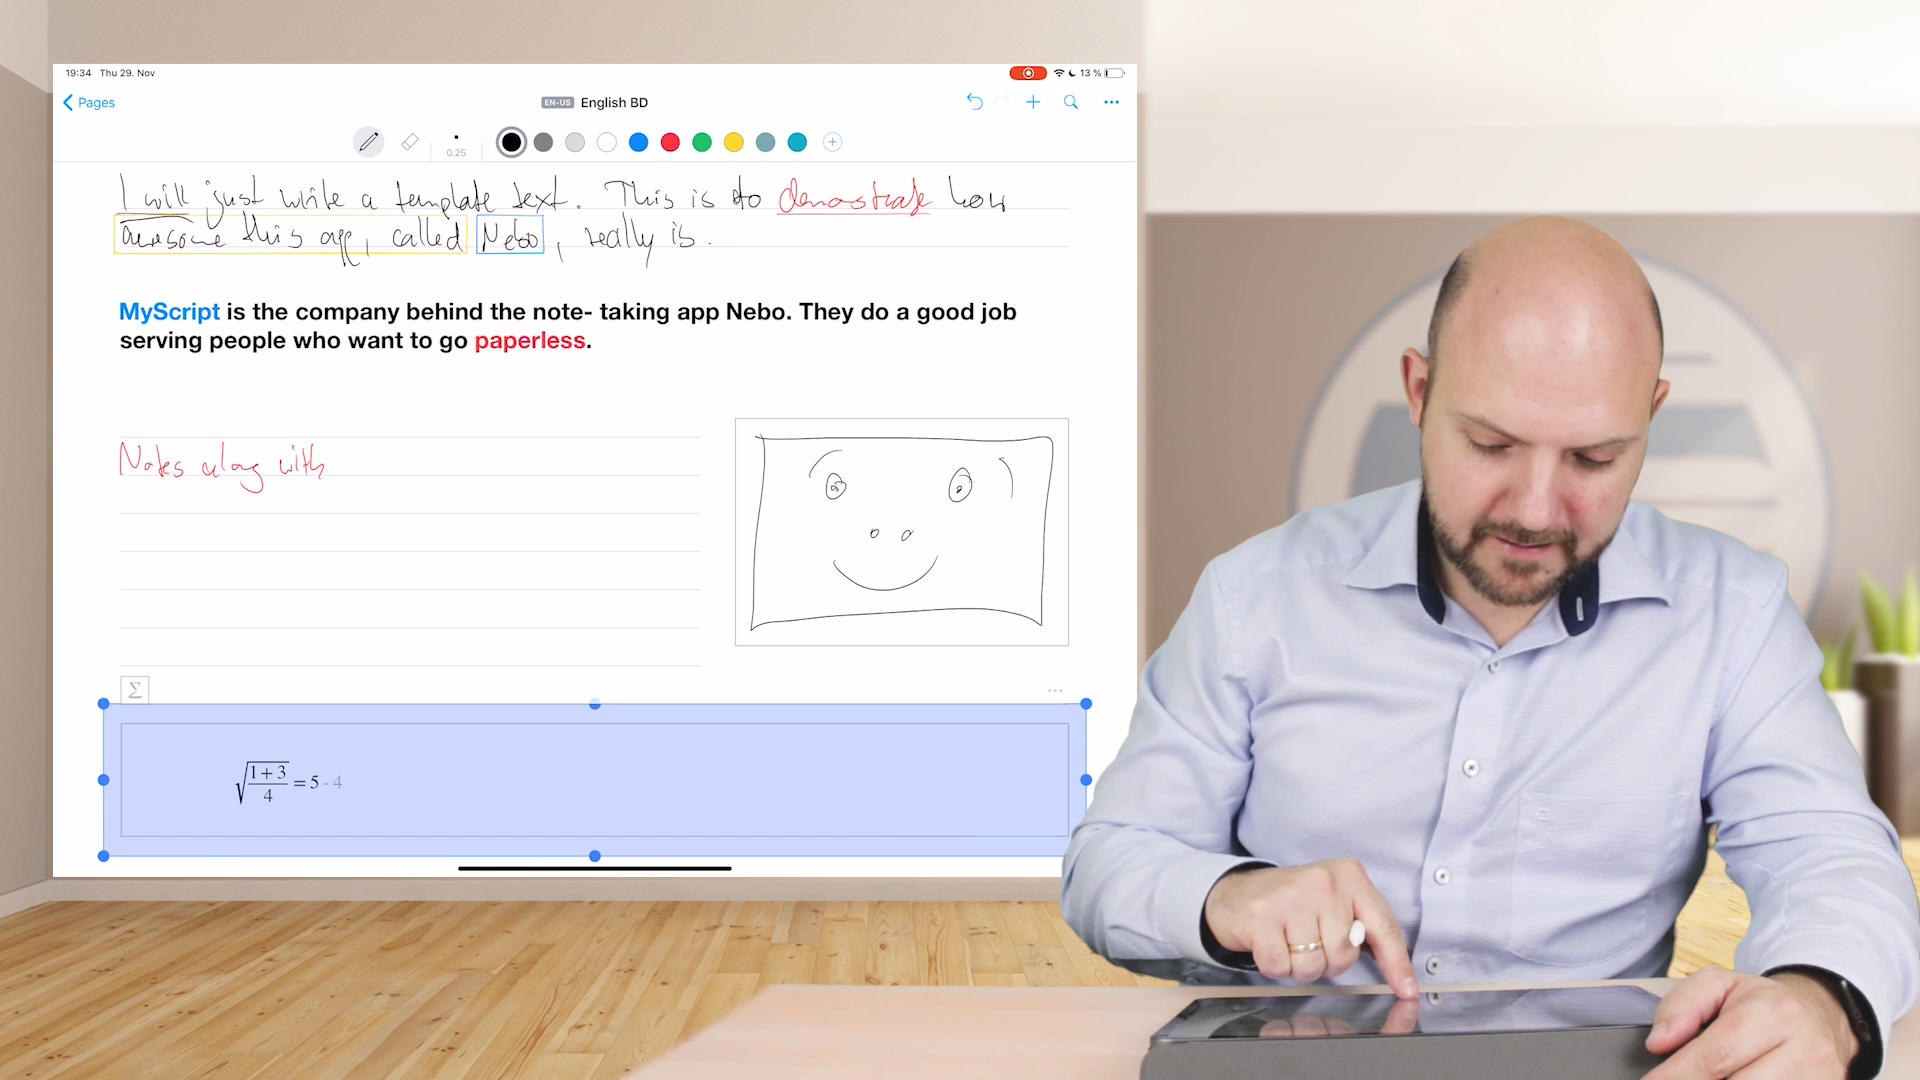 19:34 Thu 29. Nov
13 %
Pages
EN-US English BD
0.25
I will just write a template text. This is to demostrate how
awesome this app, called Nebo, really is.
MyScript is the company behind the note- taking app Nebo. They do a good job
serving people who want to go paperless.
Notes along with
Σ
√((1+3)/4) = 5 - 4